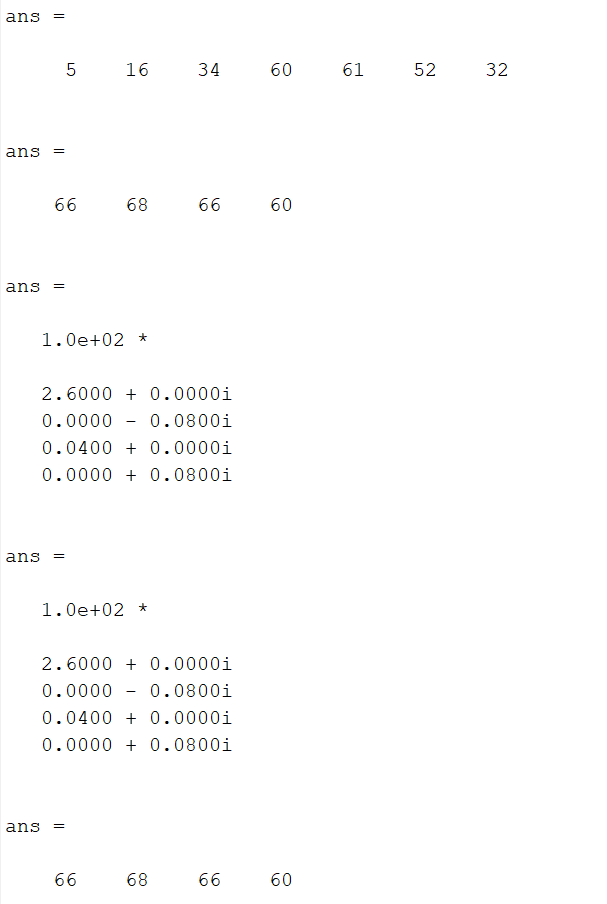 ans =
5 16 34 60 61 52 32
ans =
66 68 66 60
ans =
1.0e+02 *
2.6000 + 0.0000i
0.0000 - 0.0800i
0.0400 + 0.0000i
0.0000 + 0.0800i
ans =
1.0e+02 *
2.6000 + 0.0000i
0.0000 - 0.0800i
0.0400 + 0.0000i
0.0000 + 0.0800i
ans =
66 68 66 60